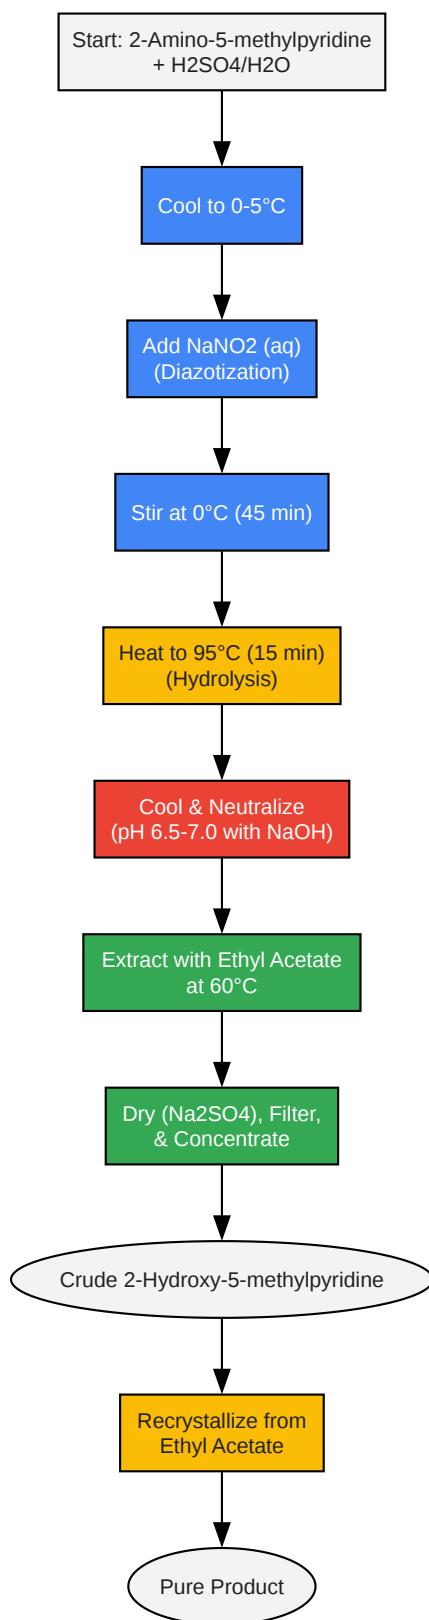 Start: 2-Amino-5-methylpyridine
+ H2SO4/H2O
Cool to 0-5°C
Add NaNO2 (aq)
(Diazotization)
Stir at 0°C (45 min)
Heat to 95°C (15 min)
(Hydrolysis)
Cool & Neutralize
(pH 6.5-7.0 with NaOH)
Extract with Ethyl Acetate
at 60°C
Dry (Na2SO4), Filter,
& Concentrate
Crude 2-Hydroxy-5-methylpyridine
Recrystallize from
Ethyl Acetate
Pure Product